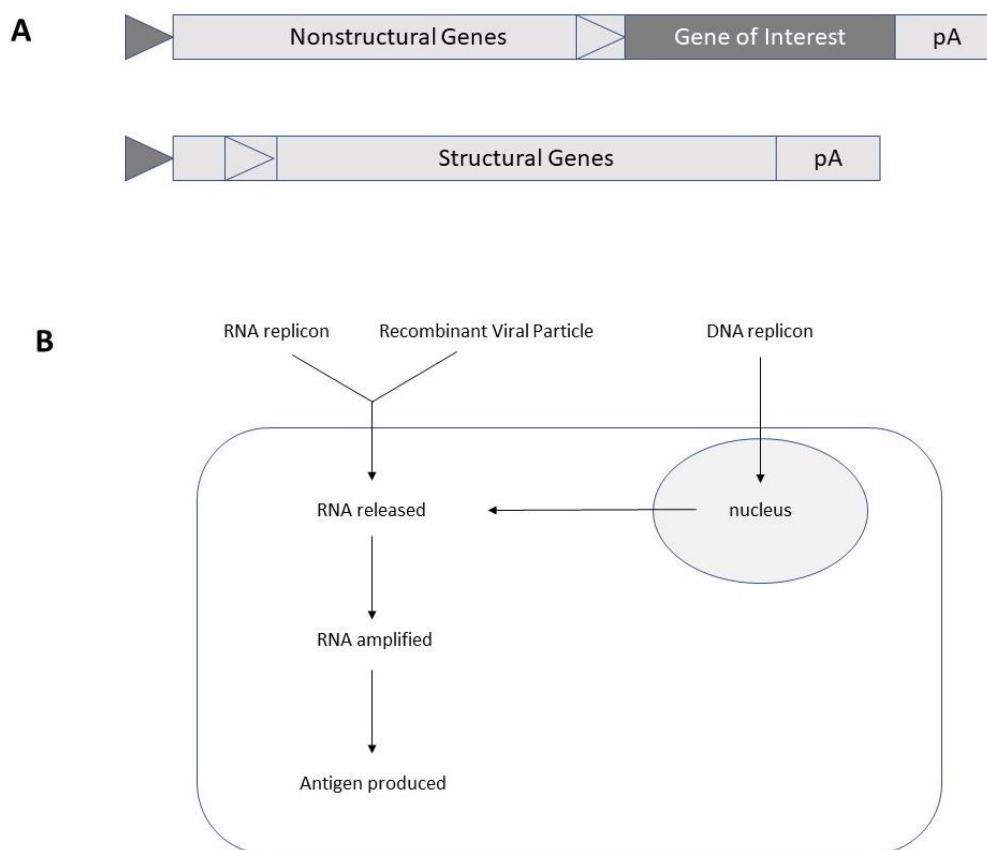 A
Nonstructural Genes
Gene of Interest
pA
Structural Genes
pA
B
RNA replicon
Recombinant Viral Particle
DNA replicon
RNA released
nucleus
RNA amplified
Antigen produced